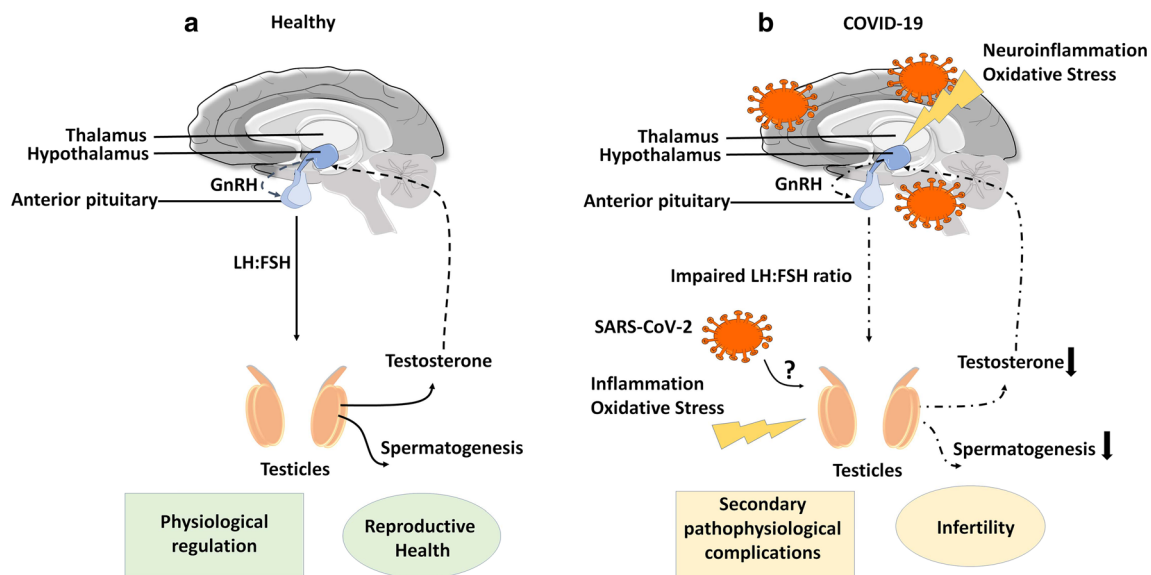 a
Healthy
Thalamus
Hypothalamus
GnRH
Anterior pituitary
LH:FSH
Testosterone
Spermatogenesis
Testicles
Physiological
regulation
Reproductive
Health
b
COVID-19
Neuroinflammation
Oxidative Stress
Thalamus
Hypothalamus
GnRH
Anterior pituitary
Impaired LH:FSH ratio
SARS-CoV-2
?
Inflammation
Oxidative Stress
Testosterone
Spermatogenesis
Testicles
Secondary
pathophysiological
complications
Infertility